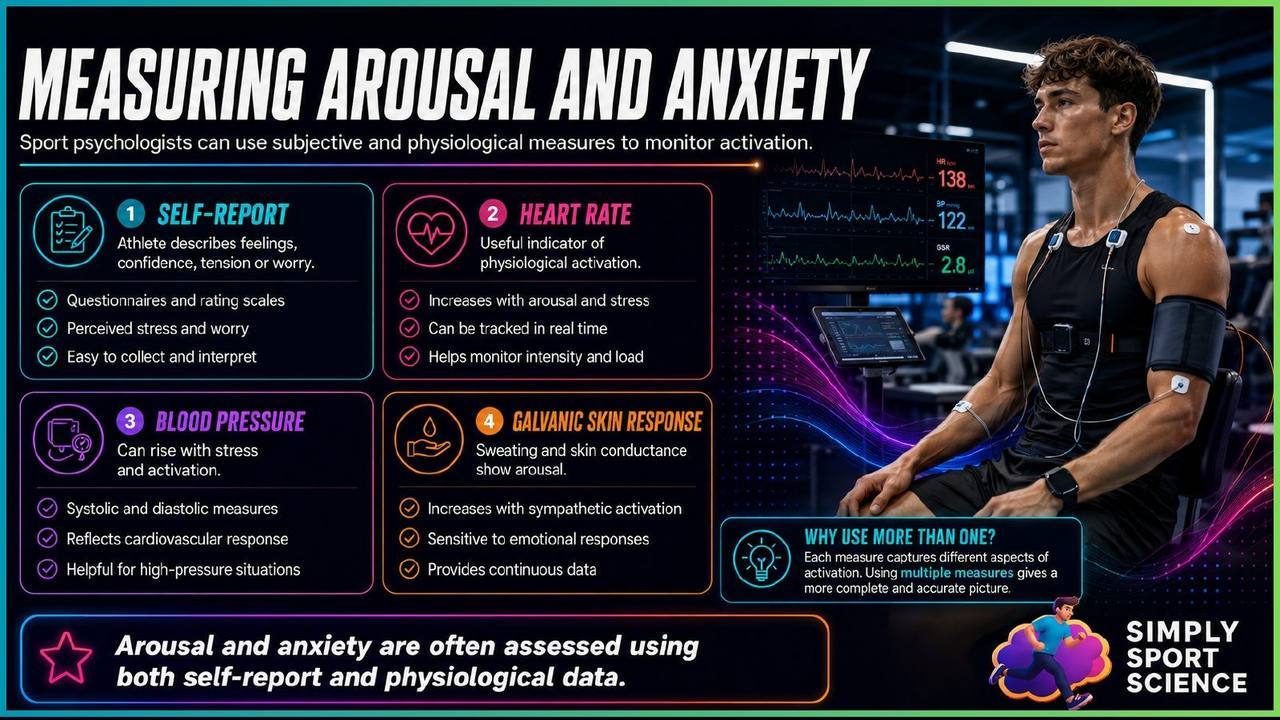 MEASURING AROUSAL AND ANXIETY
Sport psychologists can use subjective and physiological measures to monitor activation.
1 SELF-REPORT
Athlete describes feelings,
confidence, tension or worry.
Questionnaires and rating scales
Perceived stress and worry
Easy to collect and interpret
2 HEART RATE
Useful indicator of
physiological activation.
Increases with arousal and stress
Can be tracked in real time
Helps monitor intensity and load
3 BLOOD PRESSURE
Can rise with stress
and activation.
Systolic and diastolic measures
Reflects cardiovascular response
Helpful for high-pressure situations
4 GALVANIC SKIN RESPONSE
Sweating and skin conductance
show arousal.
Increases with sympathetic activation
Sensitive to emotional responses
Provides continuous data
HR
138
BP
122
GSR
2.8
WHY USE MORE THAN ONE?
Each measure captures different aspects of
activation. Using multiple measures gives a
more complete and accurate picture.
Arousal and anxiety are often assessed using
both self-report and physiological data.
SIMPLY
SPORT
SCIENCE